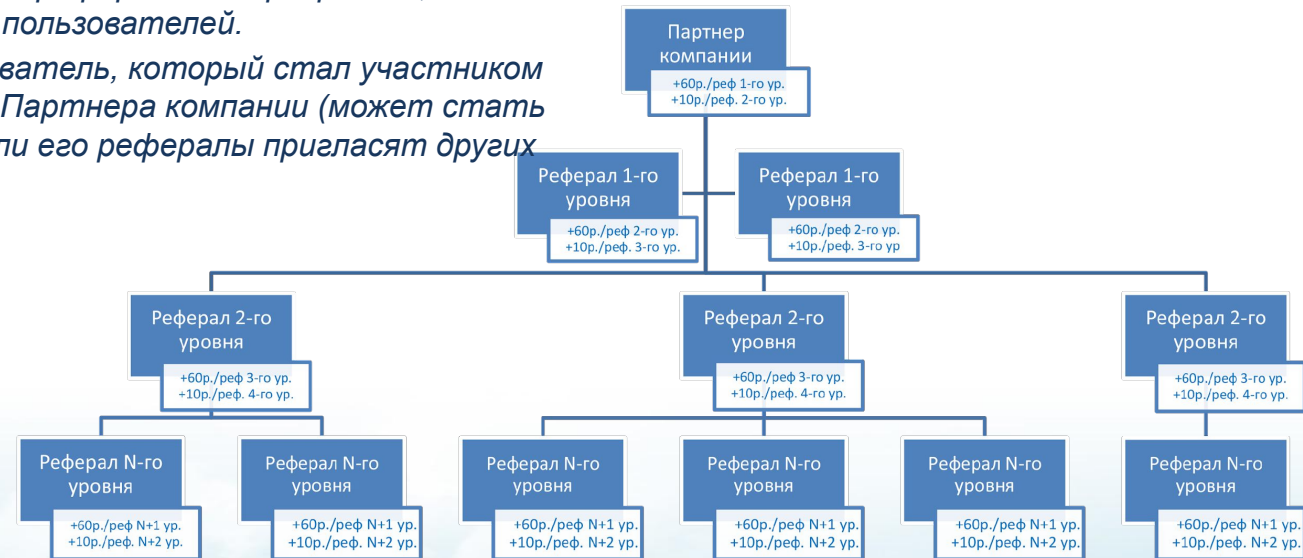 пользователей.
ватель, который стал участником
Партнера компании (может стать
ли его рефералы пригласят других
Партнер
компании
+60р./реф 1-го ур.
+10р./реф. 2-го ур.
Реферал 1-го
уровня
+60р./реф 2-го ур.
+10р./реф. 3-го ур.
Реферал 1-го
уровня
+60р./реф 2-го ур.
+10р./реф. 3-го ур
Реферал 2-го
уровня
+60р./реф 3-го ур.
+10р./реф. 4-го ур.
Реферал 2-го
уровня
+60р./реф 3-го ур.
+10р./реф. 4-го ур.
Реферал 2-го
уровня
+60р./реф 3-го ур.
+10р./реф. 4-го ур.
Реферал N-го
уровня
+60р./реф N+1 ур.
+10р./реф. N+2 ур.
Реферал N-го
уровня
+60р./реф N+1 ур.
+10р./реф. N+2 ур.
Реферал N-го
уровня
+60р./реф N+1 ур.
+10р./реф. N+2 ур.
Реферал N-го
уровня
+60р./реф N+1 ур.
+10р./реф. N+2 ур.
Реферал N-го
уровня
+60р./реф N+1 ур.
+10р./реф. N+2 ур.
Реферал N-го
уровня
+60р./реф N+1 ур.
+10р./реф. N+2 ур.